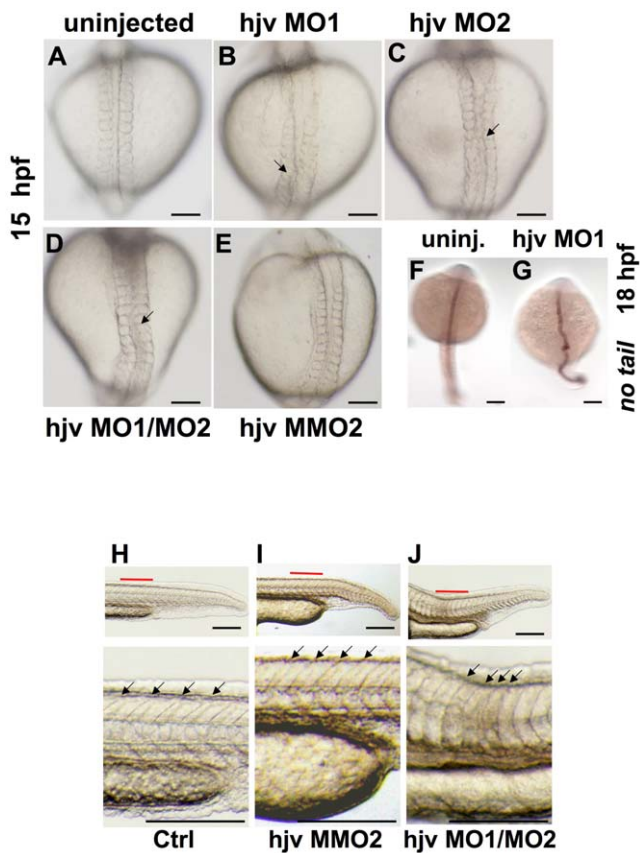 uninjected hjv MO1 hjv MO2
A B C
15 hpf
uninj. hjv MO1
D E F G
18 hpf
no tail
hjv MO1/MO2 hjv MMO2
H I J
Ctrl hjv MMO2 hjv MO1/MO2